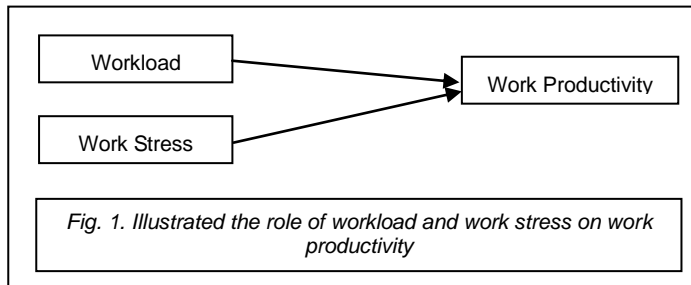 Workload
Work Productivity
Work Stress
Fig. 1. Illustrated the role of workload and work stress on work
productivity